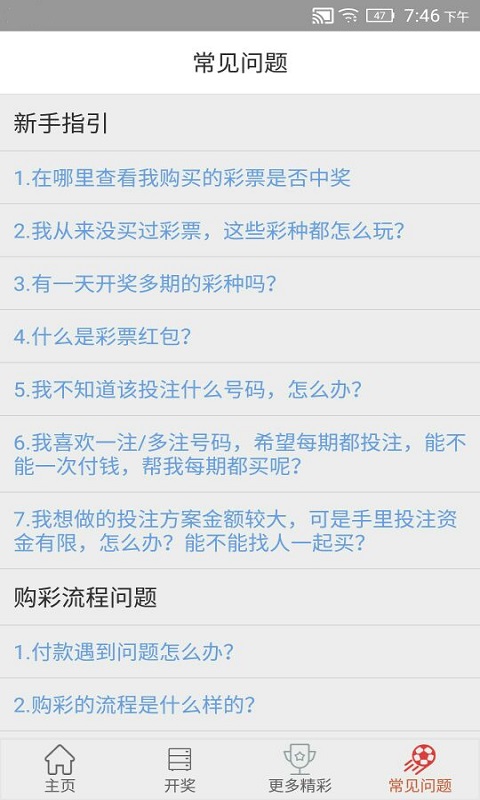 47 7:46 下午
常见问题
新手指引
1.在哪里查看我购买的彩票是否中奖
2.我从来没买过彩票，这些彩种都怎么玩？
3.有一天开奖多期的彩种吗？
4.什么是彩票红包？
5.我不知道该投注什么号码，怎么办？
6.我喜欢一注/多注号码，希望每期都投注，能不
能一次付钱，帮我每期都买呢？
7.我想做的投注方案金额较大，可是手里投注资
金有限，怎么办？能不能找人一起买？
购彩流程问题
1.付款遇到问题怎么办？
2.购彩的流程是什么样的？
主页 开奖 更多精彩 常见问题